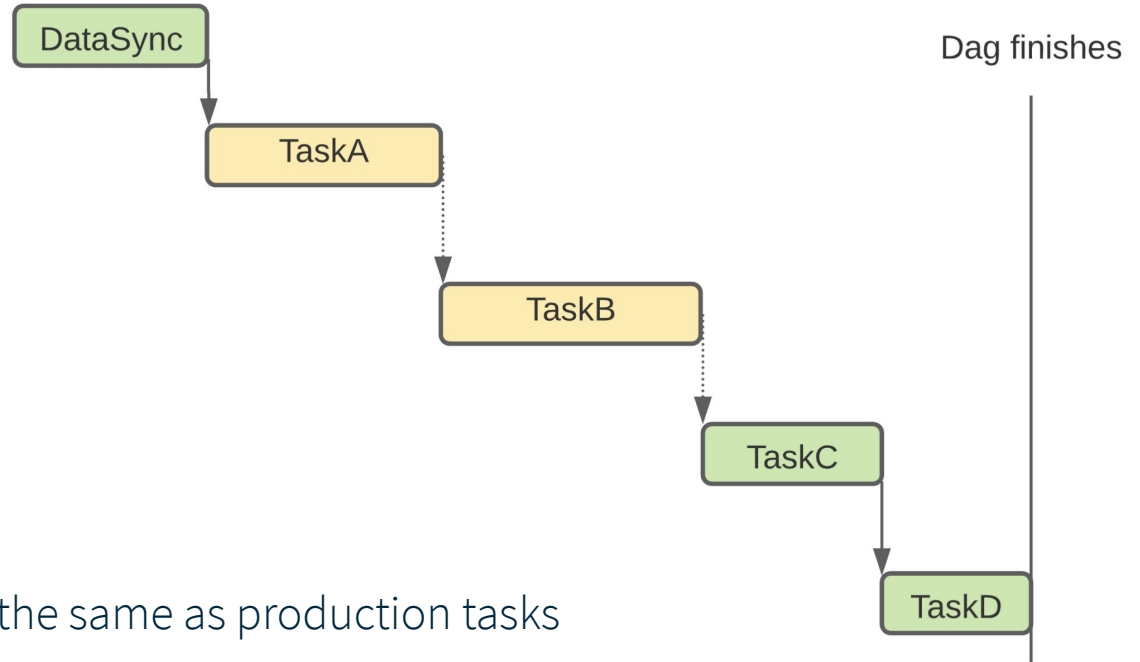 DataSync
Dag finishes
TaskA
TaskB
TaskC
TaskD
the same as production tasks